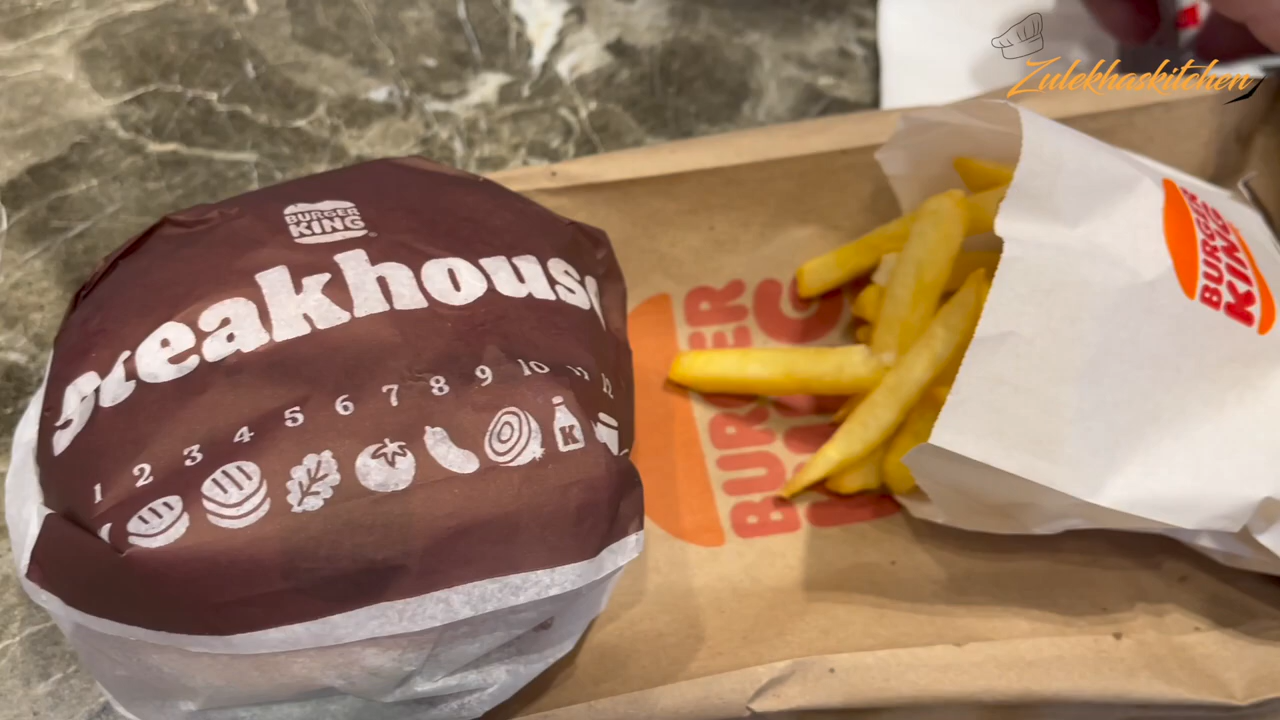 Zulekhaskitchen
BURGER
KING
Steakhouse
1 2 3 4 5 6 7 8 9 10 11 12
K
BURGER
KING
BURGER
KING